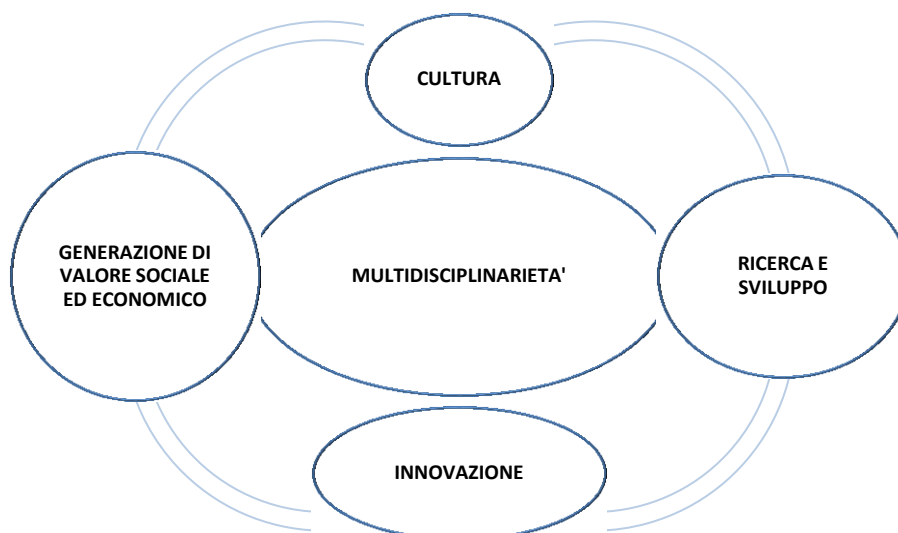 CULTURA
GENERAZIONE DI
VALORE SOCIALE
ED ECONOMICO
MULTIDISCIPLINARIETA'
RICERCA E
SVILUPPO
INNOVAZIONE